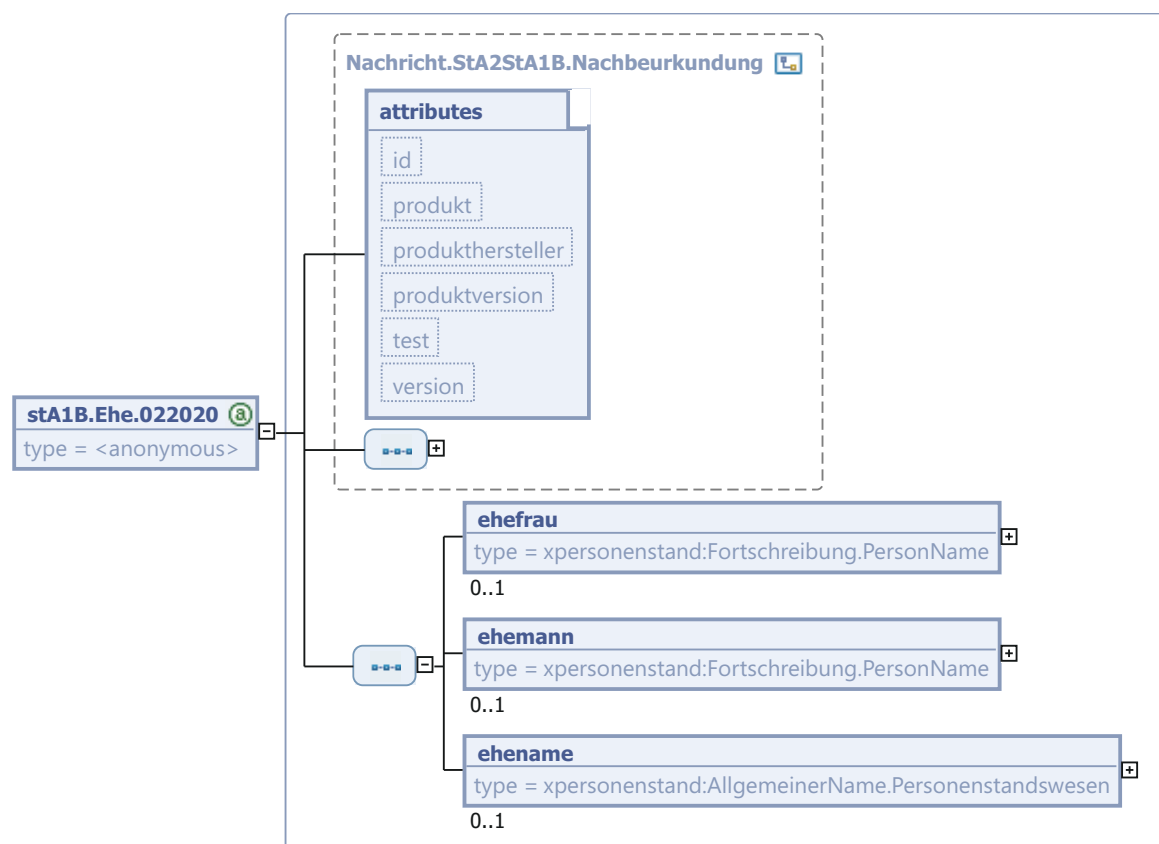 Nachricht.StA2StA1B.Nachbeurkundung
attributes
id
produkt
produkthersteller
produktversion
test
version
stA1B.Ehe.022020 a
type = <anonymous>
ehefrau
type = xpersonenstand:Fortschreibung.PersonName
0..1
ehemann
type = xpersonenstand:Fortschreibung.PersonName
0..1
ehename
type = xpersonenstand:AllgemeinerName.Personenstandswesen
0..1